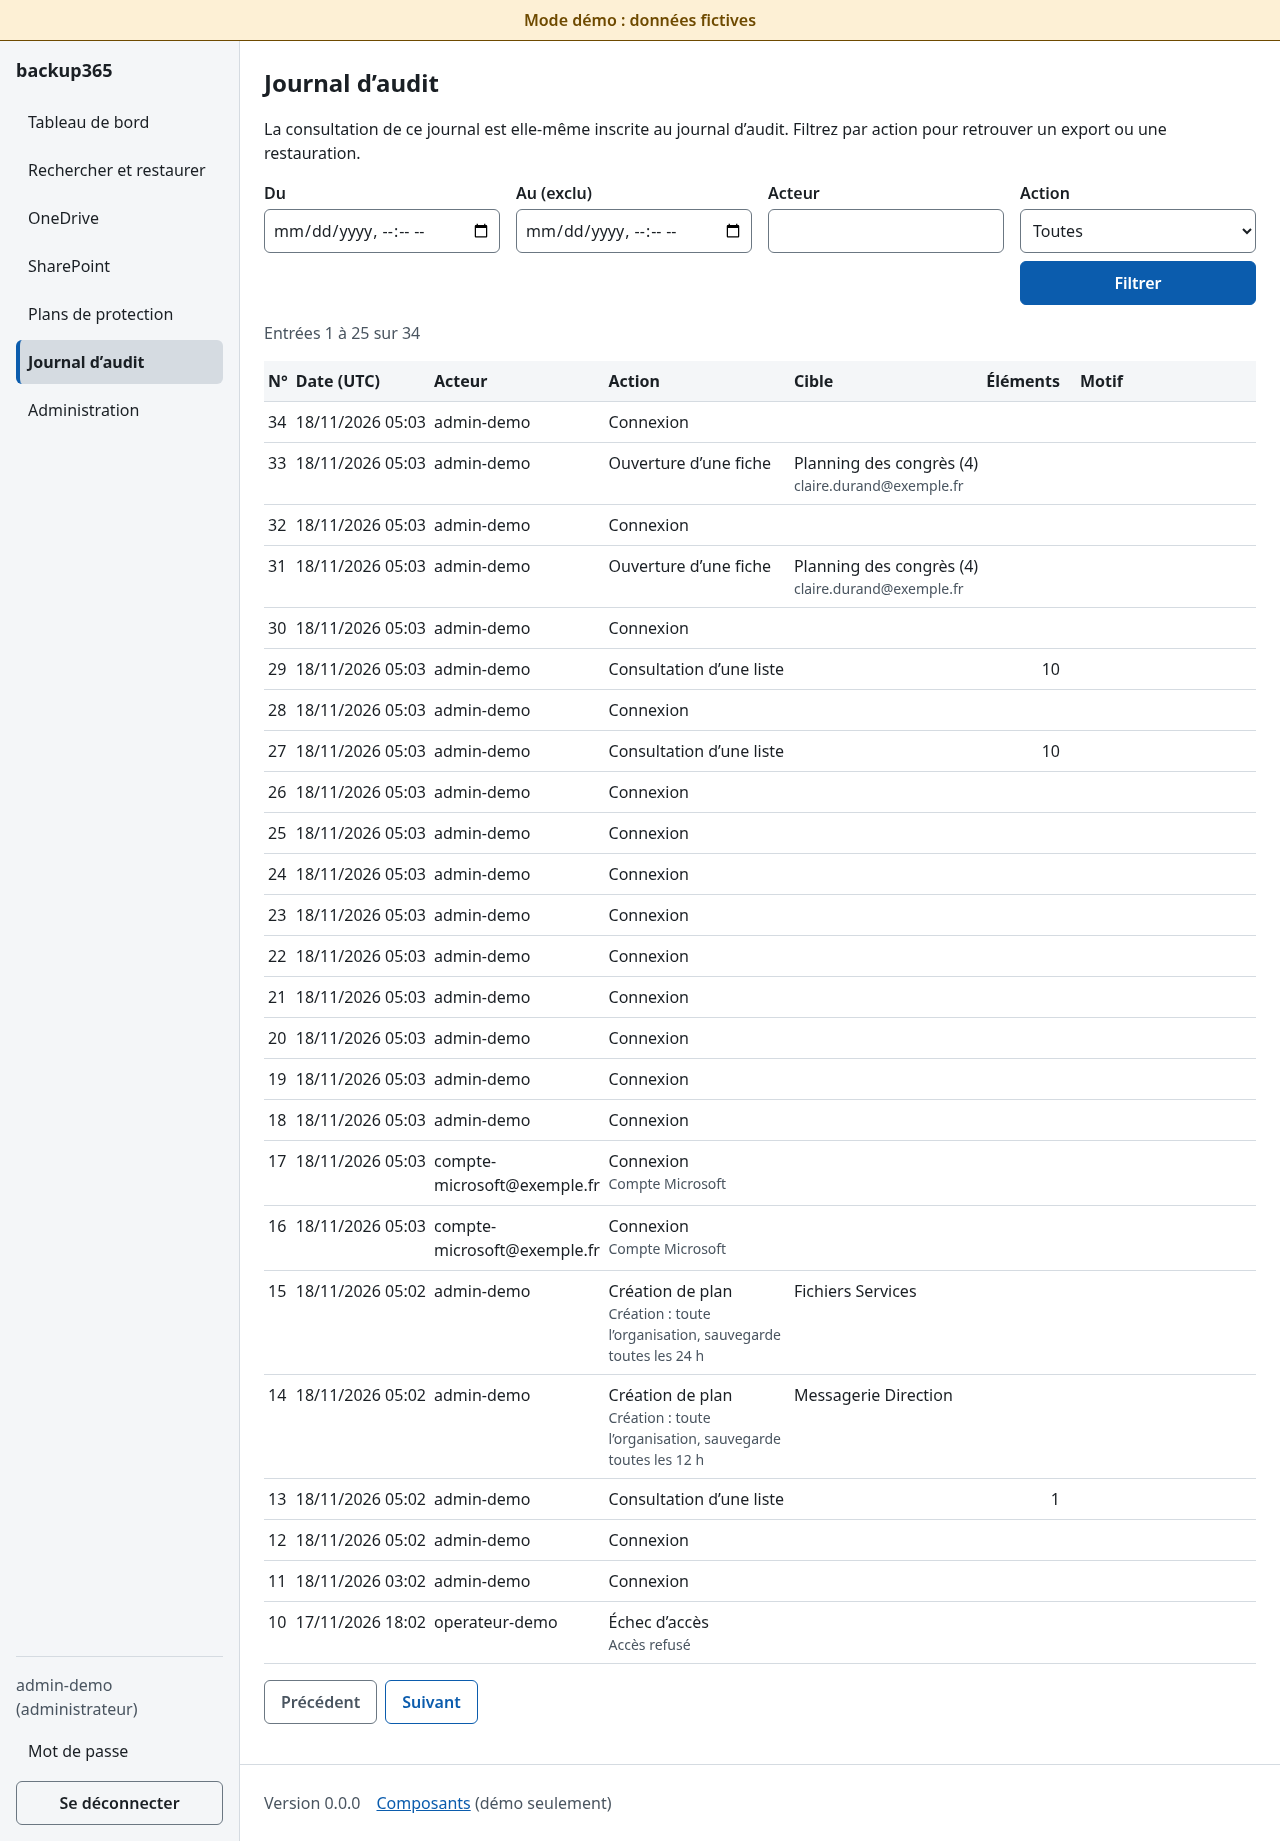 Mode démo : données fictives
backup365
Tableau de bord
Rechercher et restaurer
OneDrive
SharePoint
Plans de protection
Journal d’audit
Administration
admin-demo
(administrateur)
Mot de passe
Se déconnecter
Journal d’audit
La consultation de ce journal est elle-même inscrite au journal d’audit. Filtrez par action pour retrouver un export ou une
restauration.
Du Au (exclu) Acteur Action
mm/dd/yyyy, --:-- -- mm/dd/yyyy, --:-- -- Toutes
Filtrer
Entrées 1 à 25 sur 34
N° Date (UTC) Acteur Action Cible Éléments Motif
34 18/11/2026 05:03 admin-demo Connexion
33 18/11/2026 05:03 admin-demo Ouverture d’une fiche Planning des congrès (4)
claire.durand@exemple.fr
32 18/11/2026 05:03 admin-demo Connexion
31 18/11/2026 05:03 admin-demo Ouverture d’une fiche Planning des congrès (4)
claire.durand@exemple.fr
30 18/11/2026 05:03 admin-demo Connexion
29 18/11/2026 05:03 admin-demo Consultation d’une liste 10
28 18/11/2026 05:03 admin-demo Connexion
27 18/11/2026 05:03 admin-demo Consultation d’une liste 10
26 18/11/2026 05:03 admin-demo Connexion
25 18/11/2026 05:03 admin-demo Connexion
24 18/11/2026 05:03 admin-demo Connexion
23 18/11/2026 05:03 admin-demo Connexion
22 18/11/2026 05:03 admin-demo Connexion
21 18/11/2026 05:03 admin-demo Connexion
20 18/11/2026 05:03 admin-demo Connexion
19 18/11/2026 05:03 admin-demo Connexion
18 18/11/2026 05:03 admin-demo Connexion
17 18/11/2026 05:03 compte- Connexion
microsoft@exemple.fr Compte Microsoft
16 18/11/2026 05:03 compte- Connexion
microsoft@exemple.fr Compte Microsoft
15 18/11/2026 05:02 admin-demo Création de plan Fichiers Services
Création : toute
l’organisation, sauvegarde
toutes les 24 h
14 18/11/2026 05:02 admin-demo Création de plan Messagerie Direction
Création : toute
l’organisation, sauvegarde
toutes les 12 h
13 18/11/2026 05:02 admin-demo Consultation d’une liste 1
12 18/11/2026 05:02 admin-demo Connexion
11 18/11/2026 03:02 admin-demo Connexion
10 17/11/2026 18:02 operateur-demo Échec d’accès
Accès refusé
Précédent Suivant
Version 0.0.0 Composants (démo seulement)